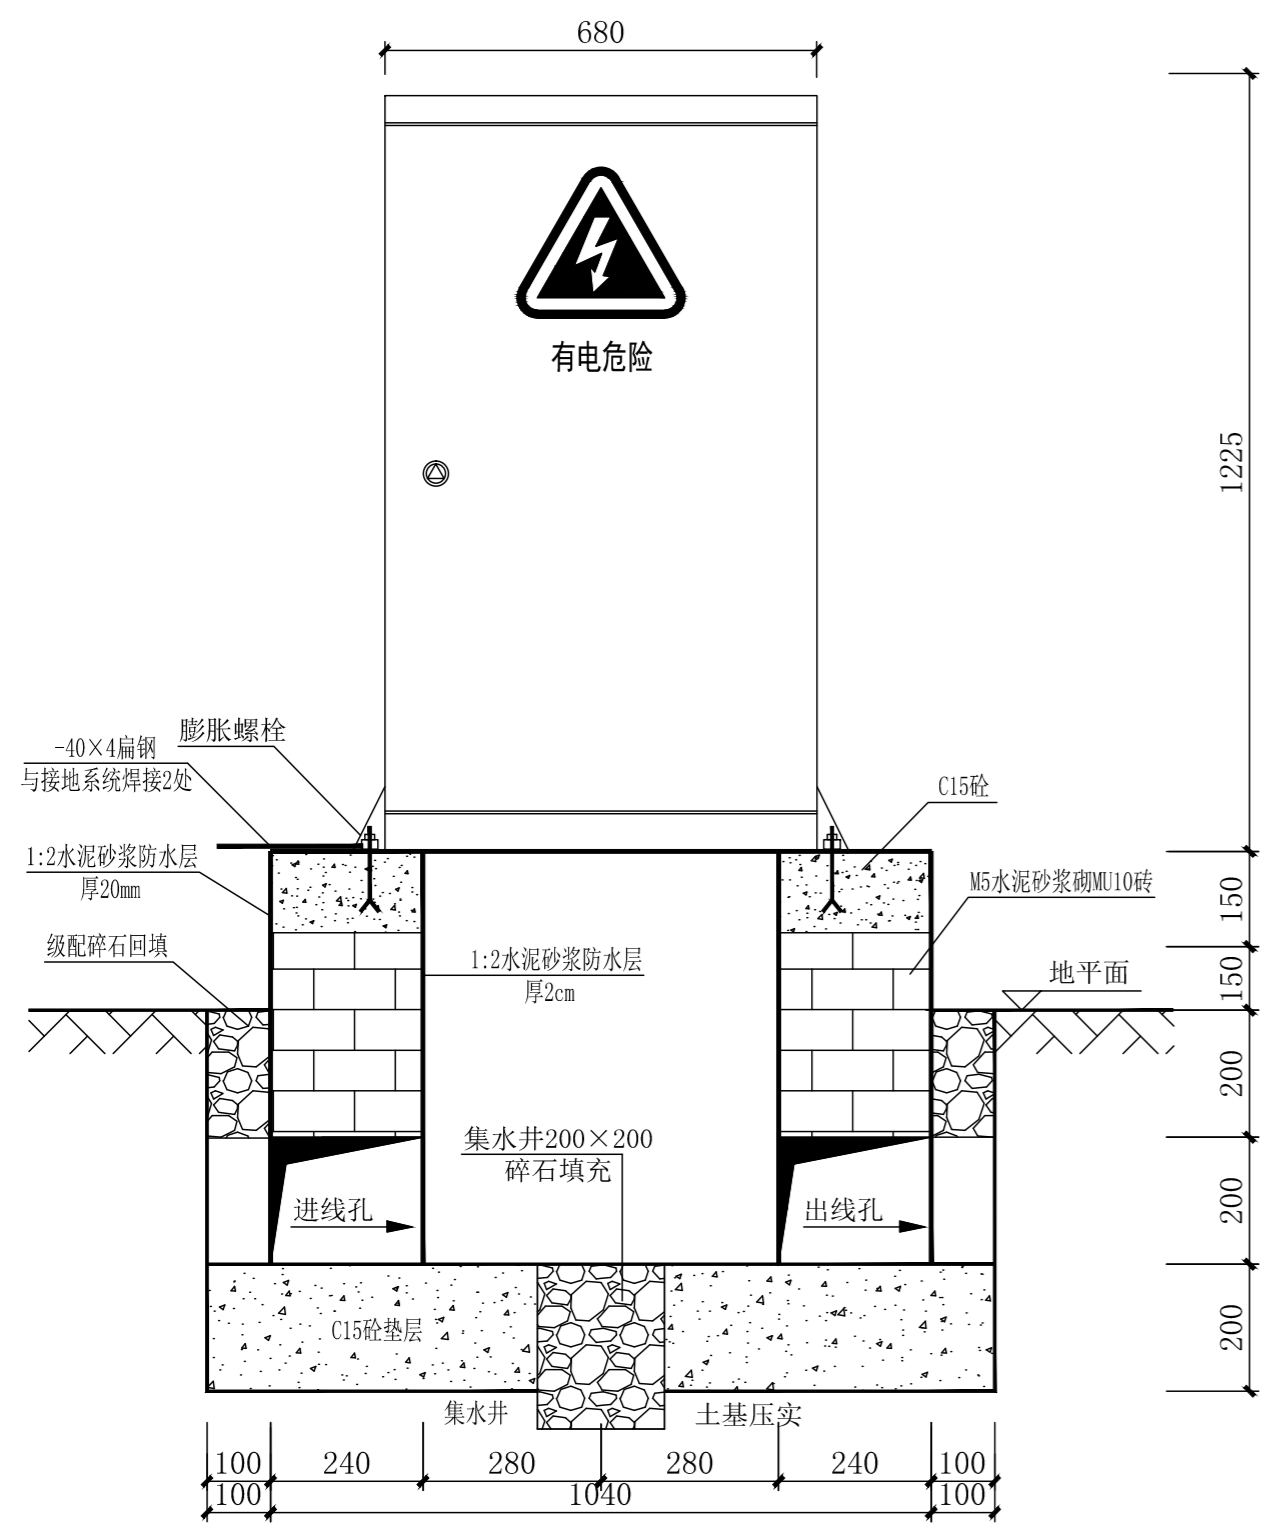 680
有电危险
1225
膨胀螺栓
-40×4扁钢
与接地系统焊接2处
C15砼
1:2水泥砂浆防水层
厚20mm
M5水泥砂浆砌MU10砖
150
级配碎石回填
1:2水泥砂浆防水层
厚2cm
地平面
150
200
集水井200×200
碎石填充
进线孔
出线孔
200
C15砼垫层
200
集水井
土基压实
100 240 280 280 240 100
100 1040 100